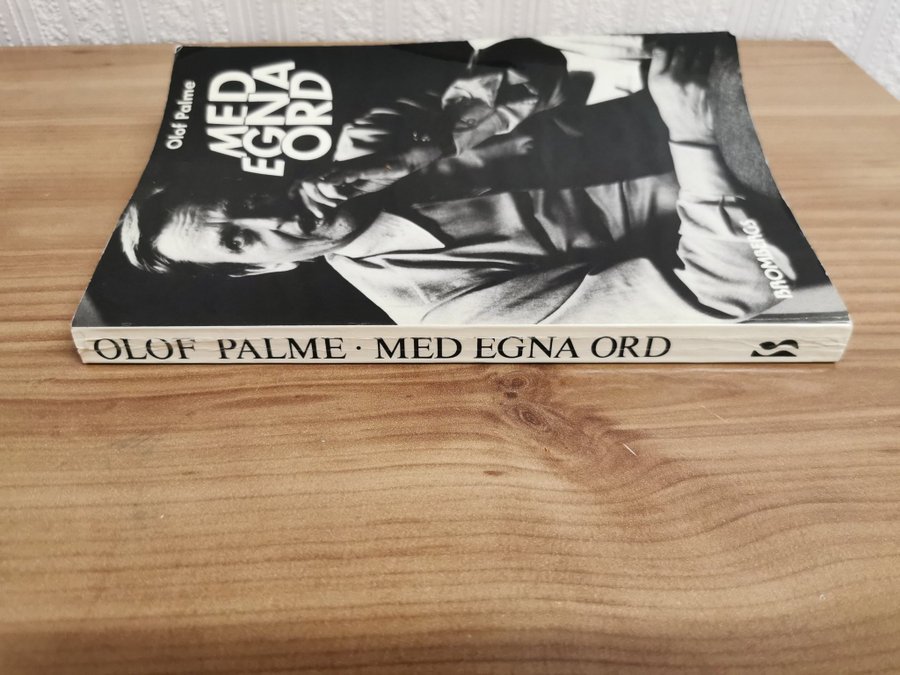 Olof Palme
MED
EGNA
ORD
BROMBERGS
OLOF PALME · MED EGNA ORD